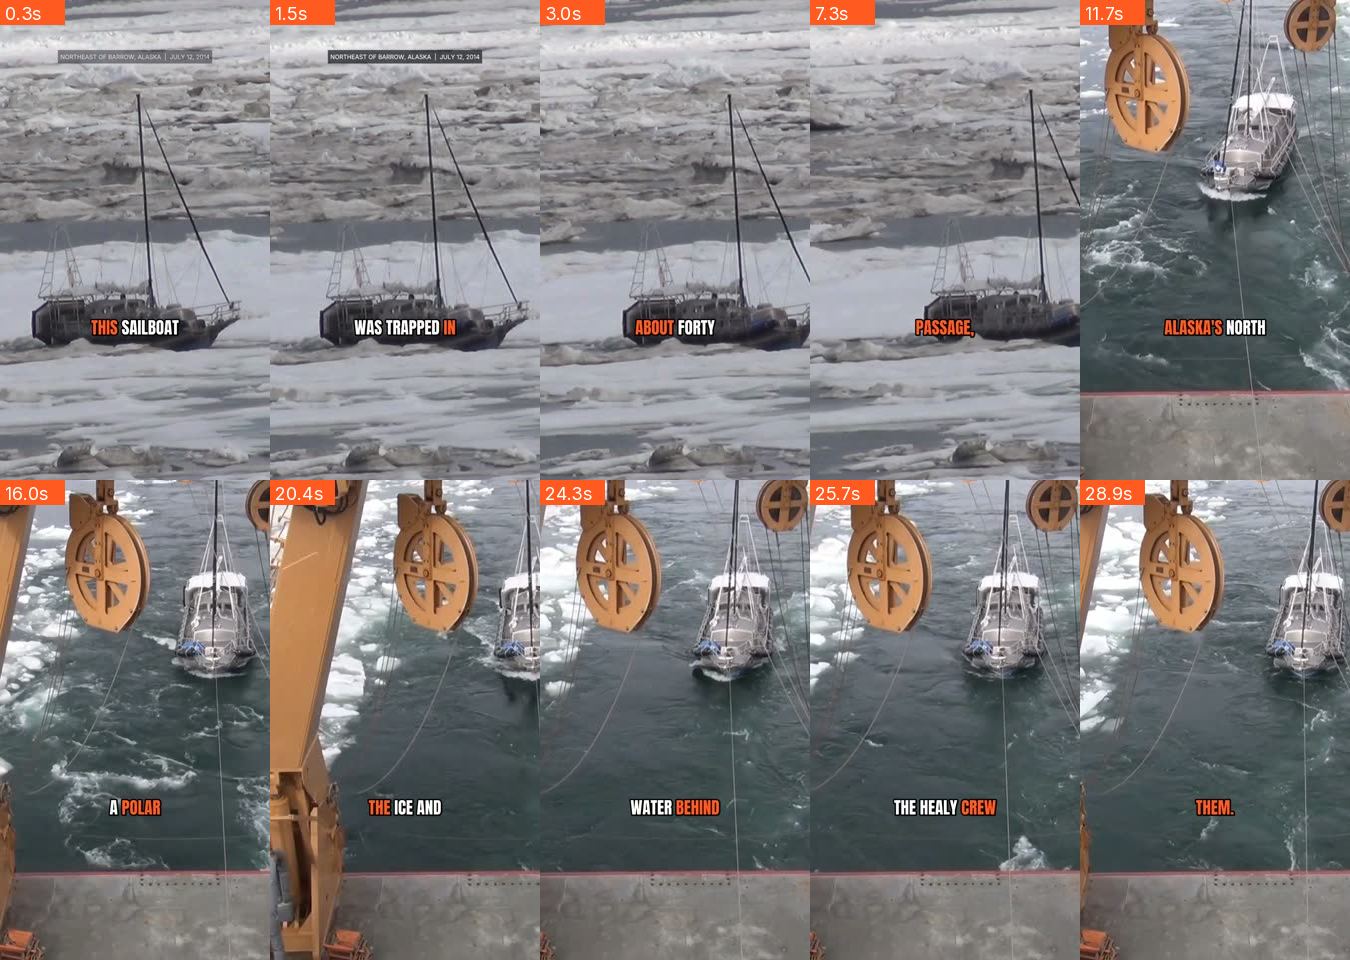 0.3s
NORTHEAST OF BARROW, ALASKA | JULY 12, 2014
THIS SAILBOAT
1.5s
NORTHEAST OF BARROW, ALASKA | JULY 12, 2014
WAS TRAPPED IN
3.0s
ABOUT FORTY
7.3s
PASSAGE,
11.7s
ALASKA'S NORTH
16.0s
A POLAR
20.4s
THE ICE AND
24.3s
WATER BEHIND
25.7s
THE HEALY CREW
28.9s
THEM.